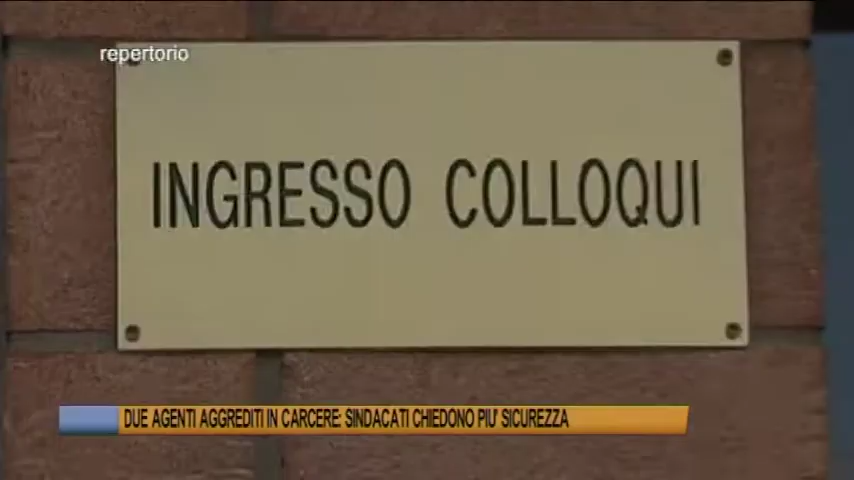 repertorio
INGRESSO COLLOQUI
DUE AGENTI AGGREDITI IN CARCERE: SINDACATI CHIEDONO PIU' SICUREZZA